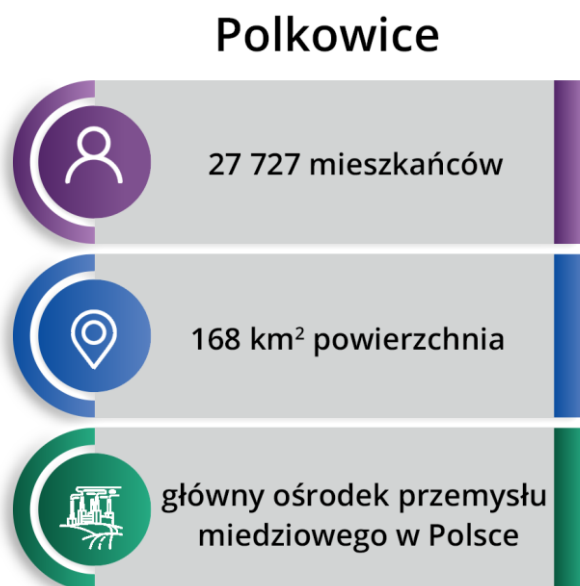 Polkowice
27 727 mieszkańców
168 km² powierzchnia
główny ośrodek przemysłu
miedziowego w Polsce